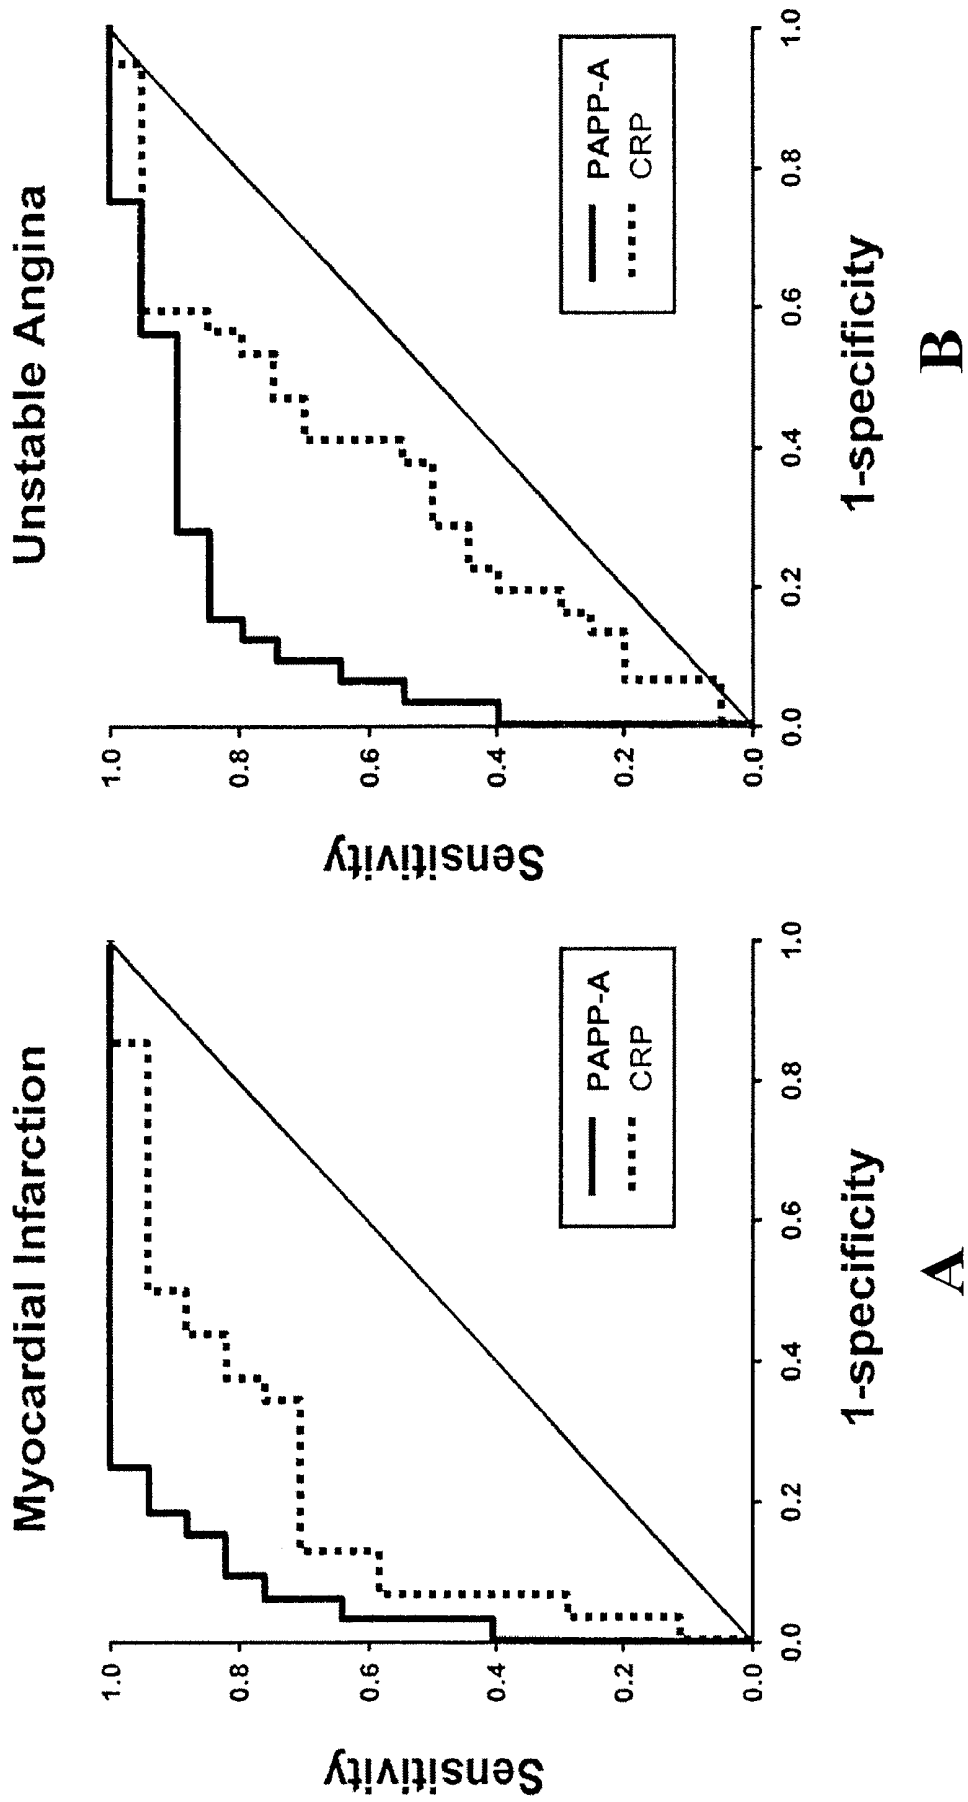 Myocardial Infarction
Sensitivity
1.0
0.8
0.6
0.4
0.2
0.0
PAPP-A
CRP
0.0 0.2 0.4 0.6 0.8 1.0
1-specificity
A
Unstable Angina
Sensitivity
1.0
0.8
0.6
0.4
0.2
0.0
PAPP-A
CRP
0.0 0.2 0.4 0.6 0.8 1.0
1-specificity
B